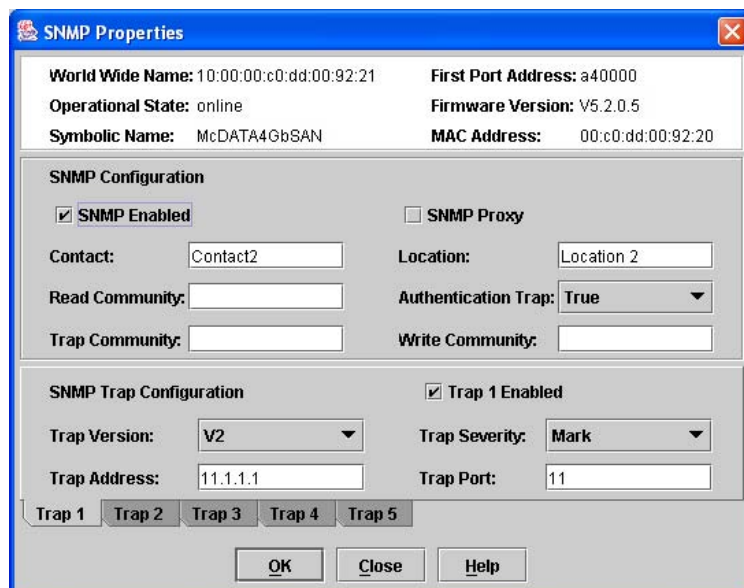 SNMP Properties
World Wide Name: 10:00:00:c0:dd:00:92:21 First Port Address: a40000
Operational State: online Firmware Version: V5.2.0.5
Symbolic Name: McDATA4GbSAN MAC Address: 00:c0:dd:00:92:20
SNMP Configuration
SNMP Enabled SNMP Proxy
Contact: Contact2 Location: Location 2
Read Community: Authentication Trap: True
Trap Community: Write Community:
SNMP Trap Configuration Trap 1 Enabled
Trap Version: V2 Trap Severity: Mark
Trap Address: 11.1.1.1 Trap Port: 11
Trap 1 Trap 2 Trap 3 Trap 4 Trap 5
OK Close Help